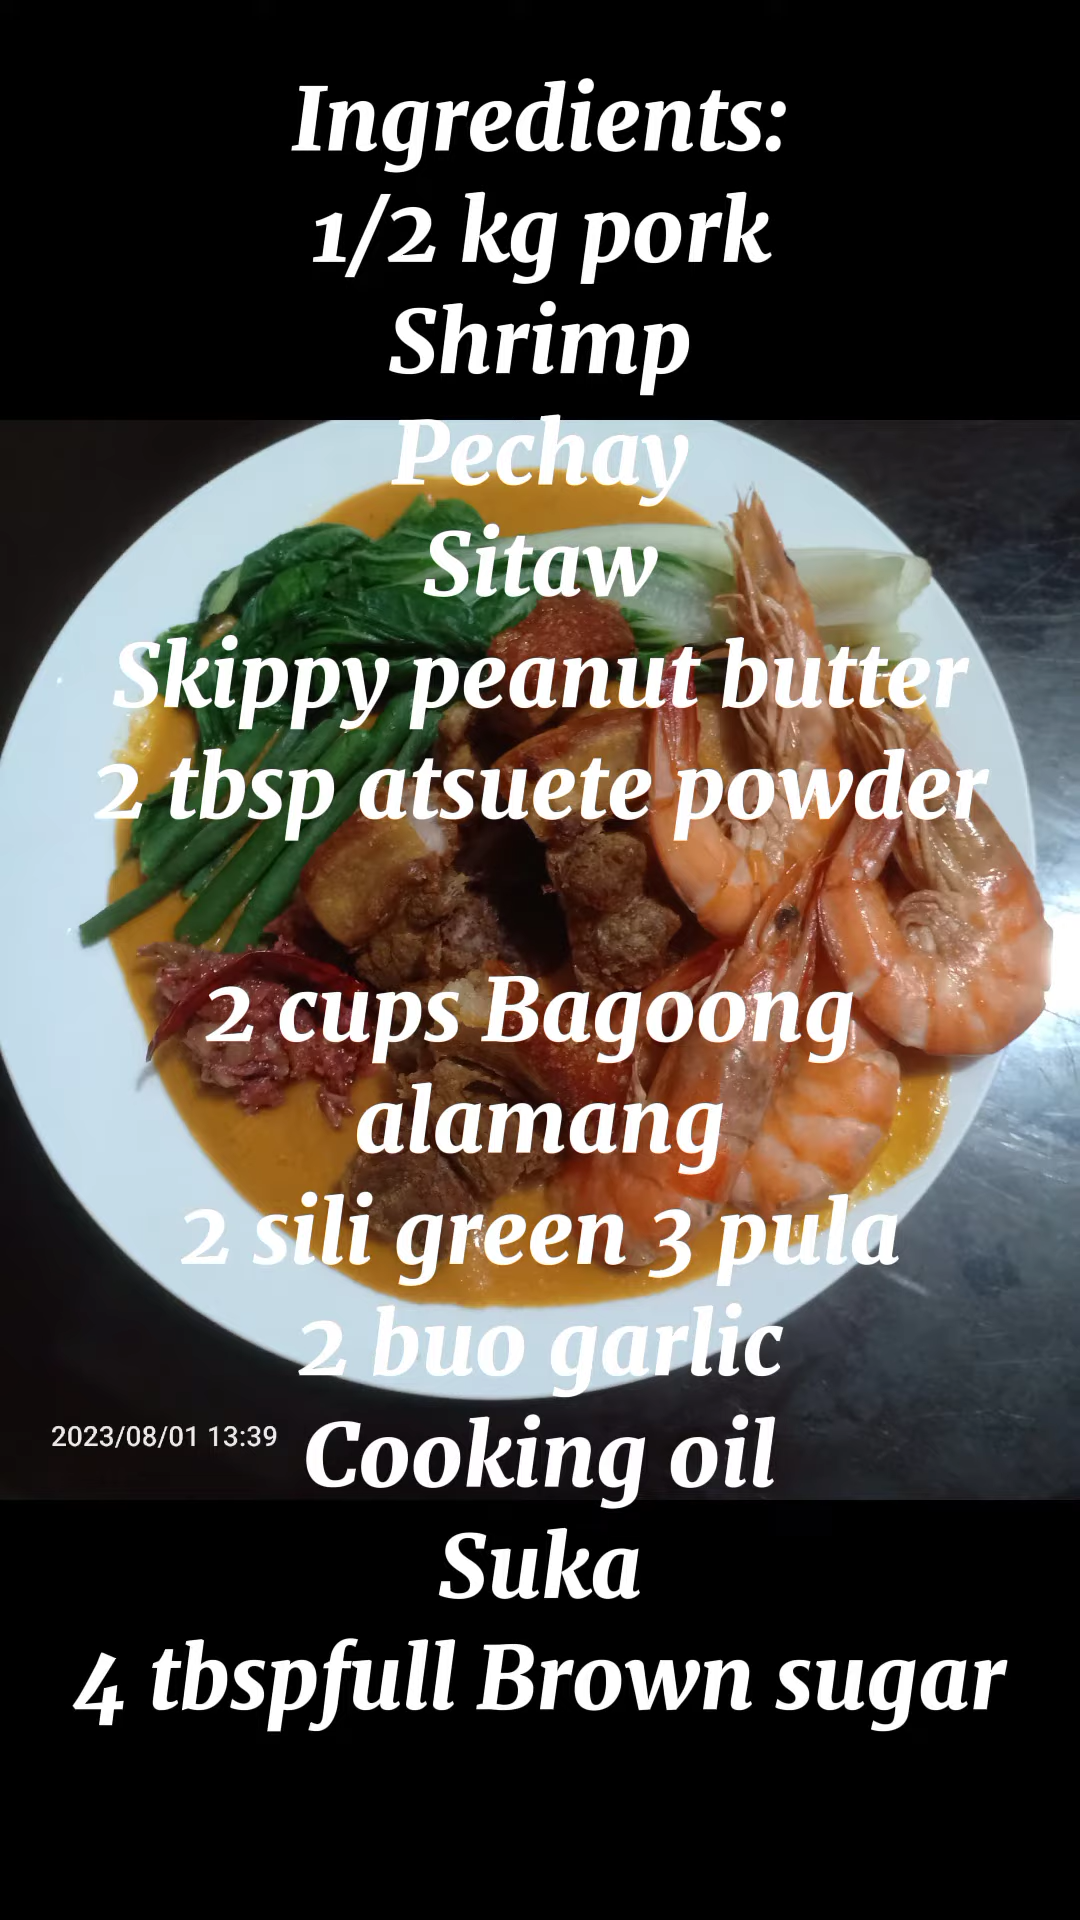 Ingredients:
1/2 kg pork
Shrimp
Pechay
Sitaw
Skippy peanut butter
2 tbsp atsuete powder
2 cups Bagoong
alamang
2 sili green 3 pula
2 buo garlic
2023/08/01 13:39
Cooking oil
Suka
4 tbspfull Brown sugar